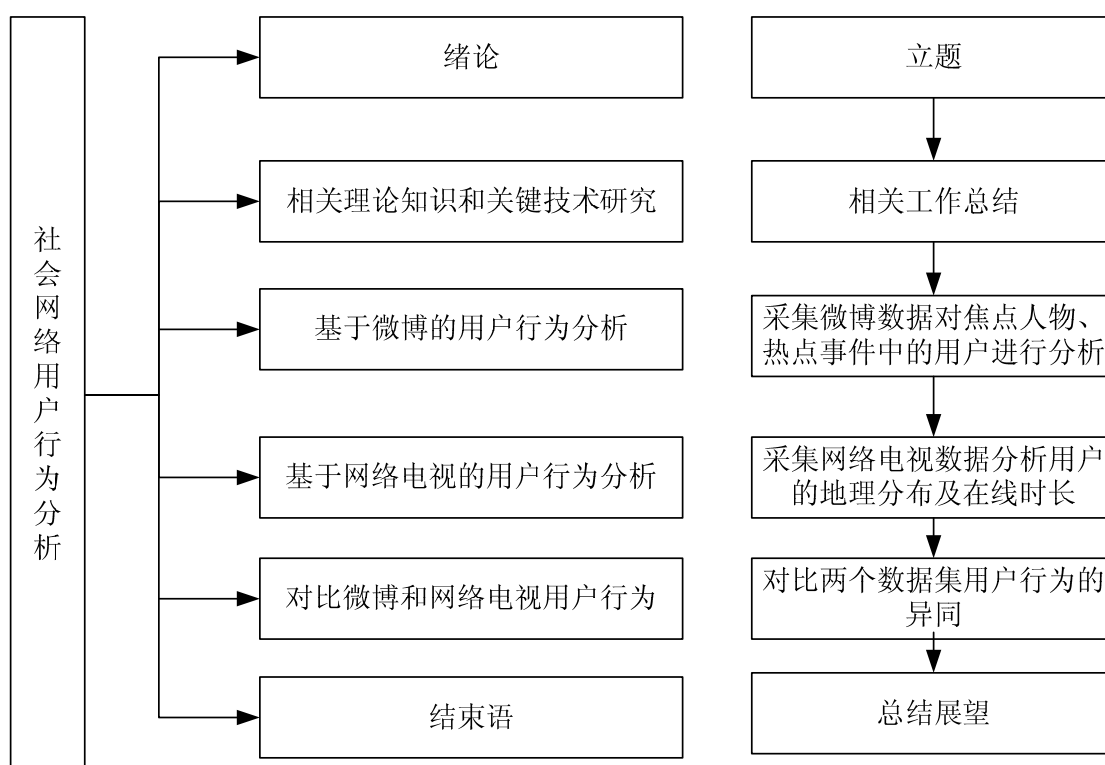 社会网络用户行为分析
绪论
立题
相关理论知识和关键技术研究
相关工作总结
基于微博的用户行为分析
采集微博数据对焦点人物、
热点事件中的用户进行分析
基于网络电视的用户行为分析
采集网络电视数据分析用户
的地理分布及在线时长
对比微博和网络电视用户行为
对比两个数据集用户行为的
异同
结束语
总结展望